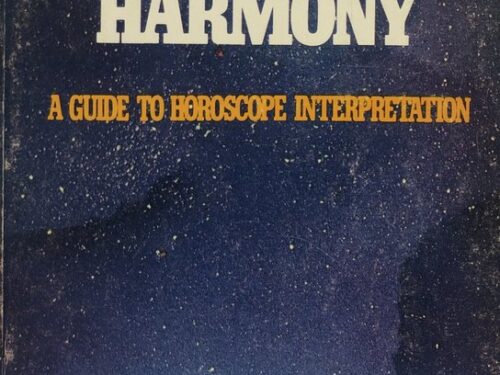 HARMONY
A GUIDE TO HOROSCOPE INTERPRETATION